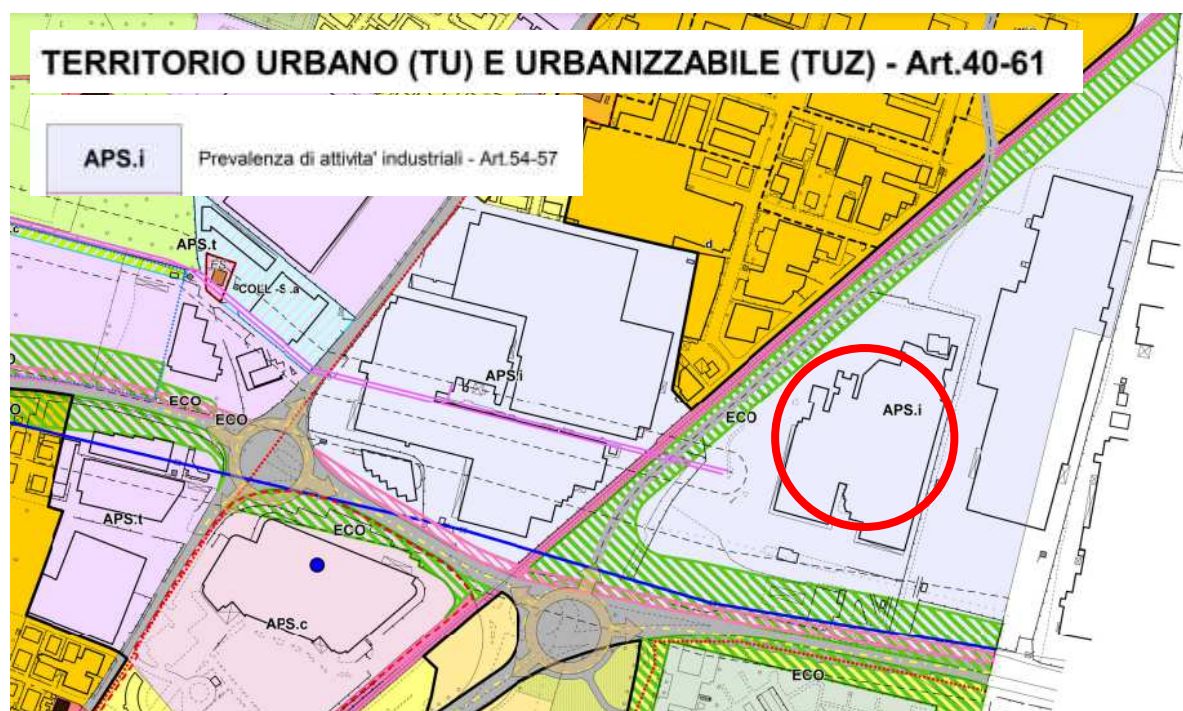 TERRITORIO URBANO (TU) E URBANIZZABILE (TUZ) - Art.40-61
APS.i Prevalenza di attivita' industriali - Art.54-57
APS.t
COLL-S.a
d
APS.i
ECO
ECO
ECO
APS.i
APS.t
ECO
APS.c
ECO